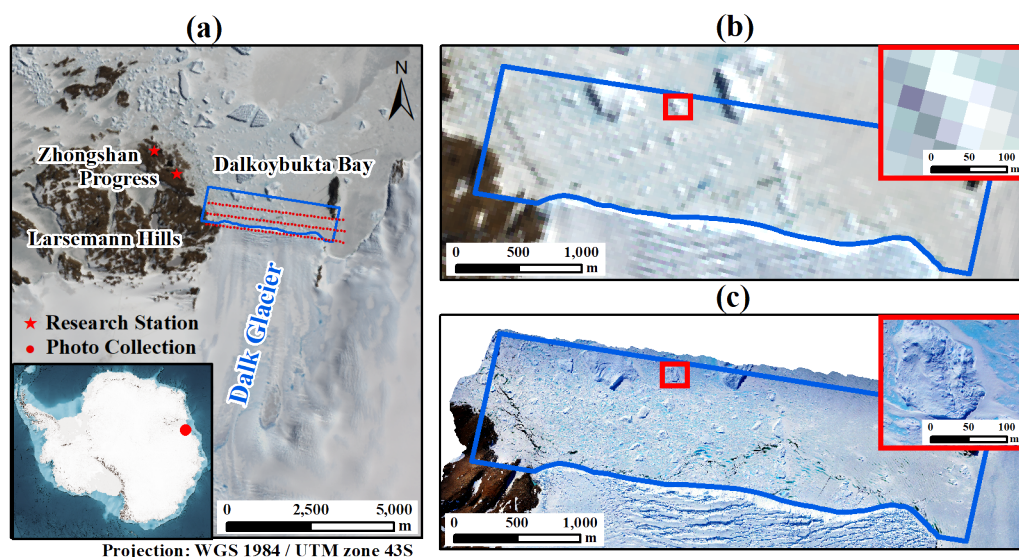 (a)
N
Zhongshan
Progress
Dalkoybukta Bay
Larsemann Hills
Dalk Glacier
Research Station
Photo Collection
0 2,500 5,000
m
Projection: WGS 1984 / UTM zone 43S
(b)
0 50 100
m
0 500 1,000
m
(c)
0 50 100
m
0 500 1,000
m